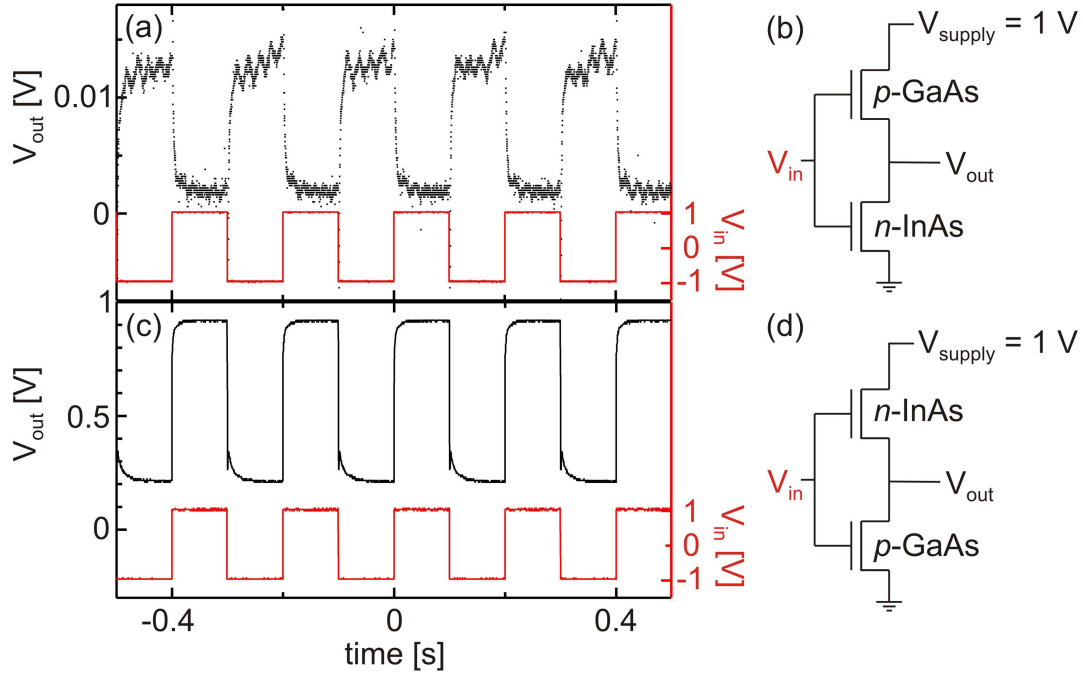 (a)
V_out [V]
0.01
0
1
0
-1
V_in [V]
(b)
V_supply = 1 V
p-GaAs
V_in
V_out
n-InAs
(c)
V_out [V]
1
0.5
0
1
0
-1
V_in [V]
-0.4
0
0.4
time [s]
(d)
V_supply = 1 V
n-InAs
V_in
V_out
p-GaAs